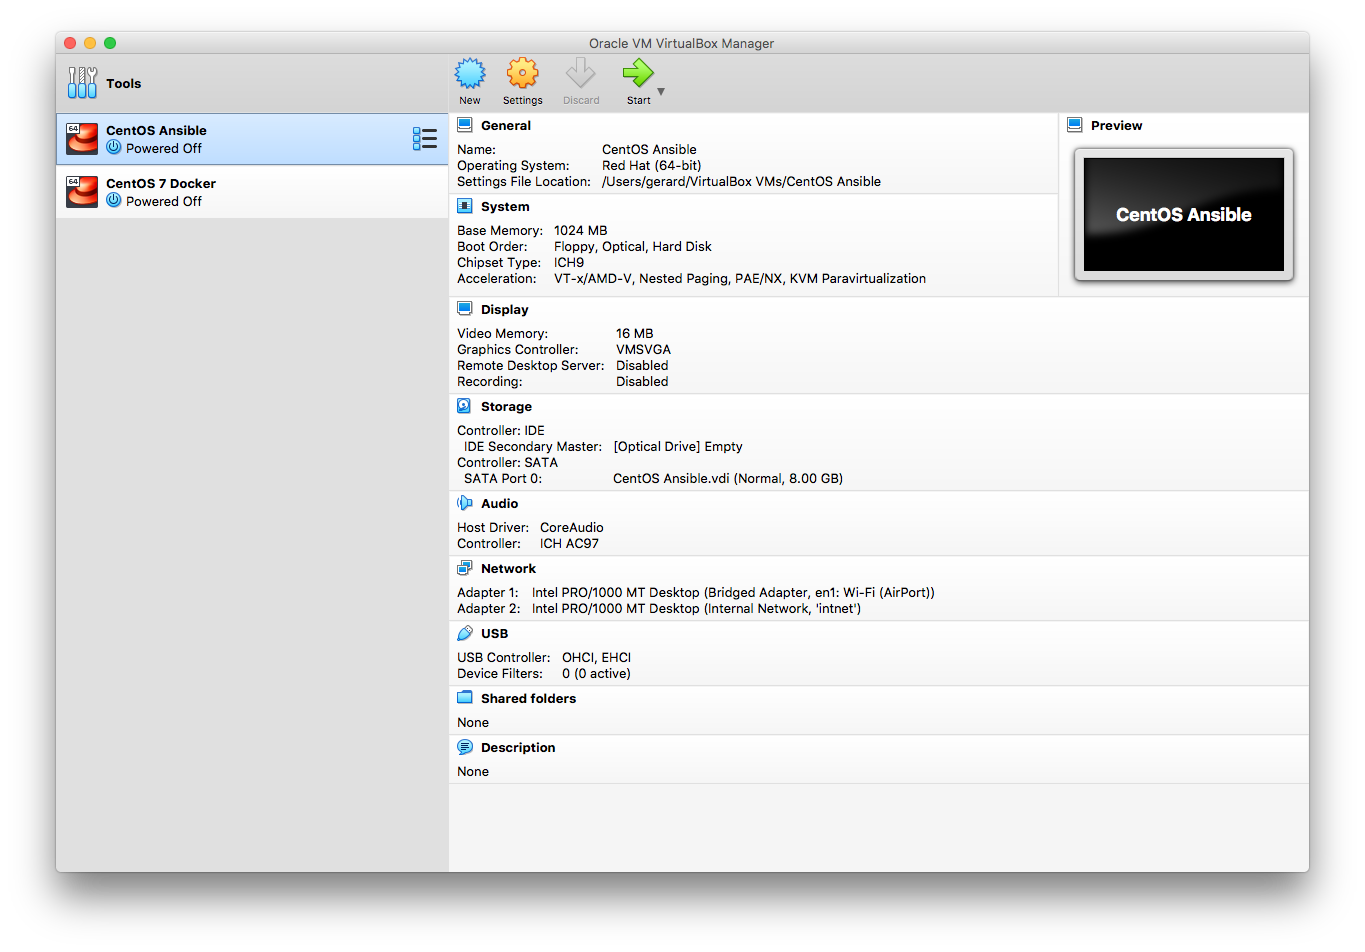 Oracle VM VirtualBox Manager
Tools
New
Settings
Discard
Start
64
CentOS Ansible
Powered Off
64
CentOS 7 Docker
Powered Off
General
Name: CentOS Ansible
Operating System: Red Hat (64-bit)
Settings File Location: /Users/gerard/VirtualBox VMs/CentOS Ansible
System
Base Memory: 1024 MB
Boot Order: Floppy, Optical, Hard Disk
Chipset Type: ICH9
Acceleration: VT-x/AMD-V, Nested Paging, PAE/NX, KVM Paravirtualization
Preview
CentOS Ansible
Display
Video Memory: 16 MB
Graphics Controller: VMSVGA
Remote Desktop Server: Disabled
Recording: Disabled
Storage
Controller: IDE
IDE Secondary Master: [Optical Drive] Empty
Controller: SATA
SATA Port 0: CentOS Ansible.vdi (Normal, 8.00 GB)
Audio
Host Driver: CoreAudio
Controller: ICH AC97
Network
Adapter 1: Intel PRO/1000 MT Desktop (Bridged Adapter, en1: Wi-Fi (AirPort))
Adapter 2: Intel PRO/1000 MT Desktop (Internal Network, 'intnet')
USB
USB Controller: OHCI, EHCI
Device Filters: 0 (0 active)
Shared folders
None
Description
None